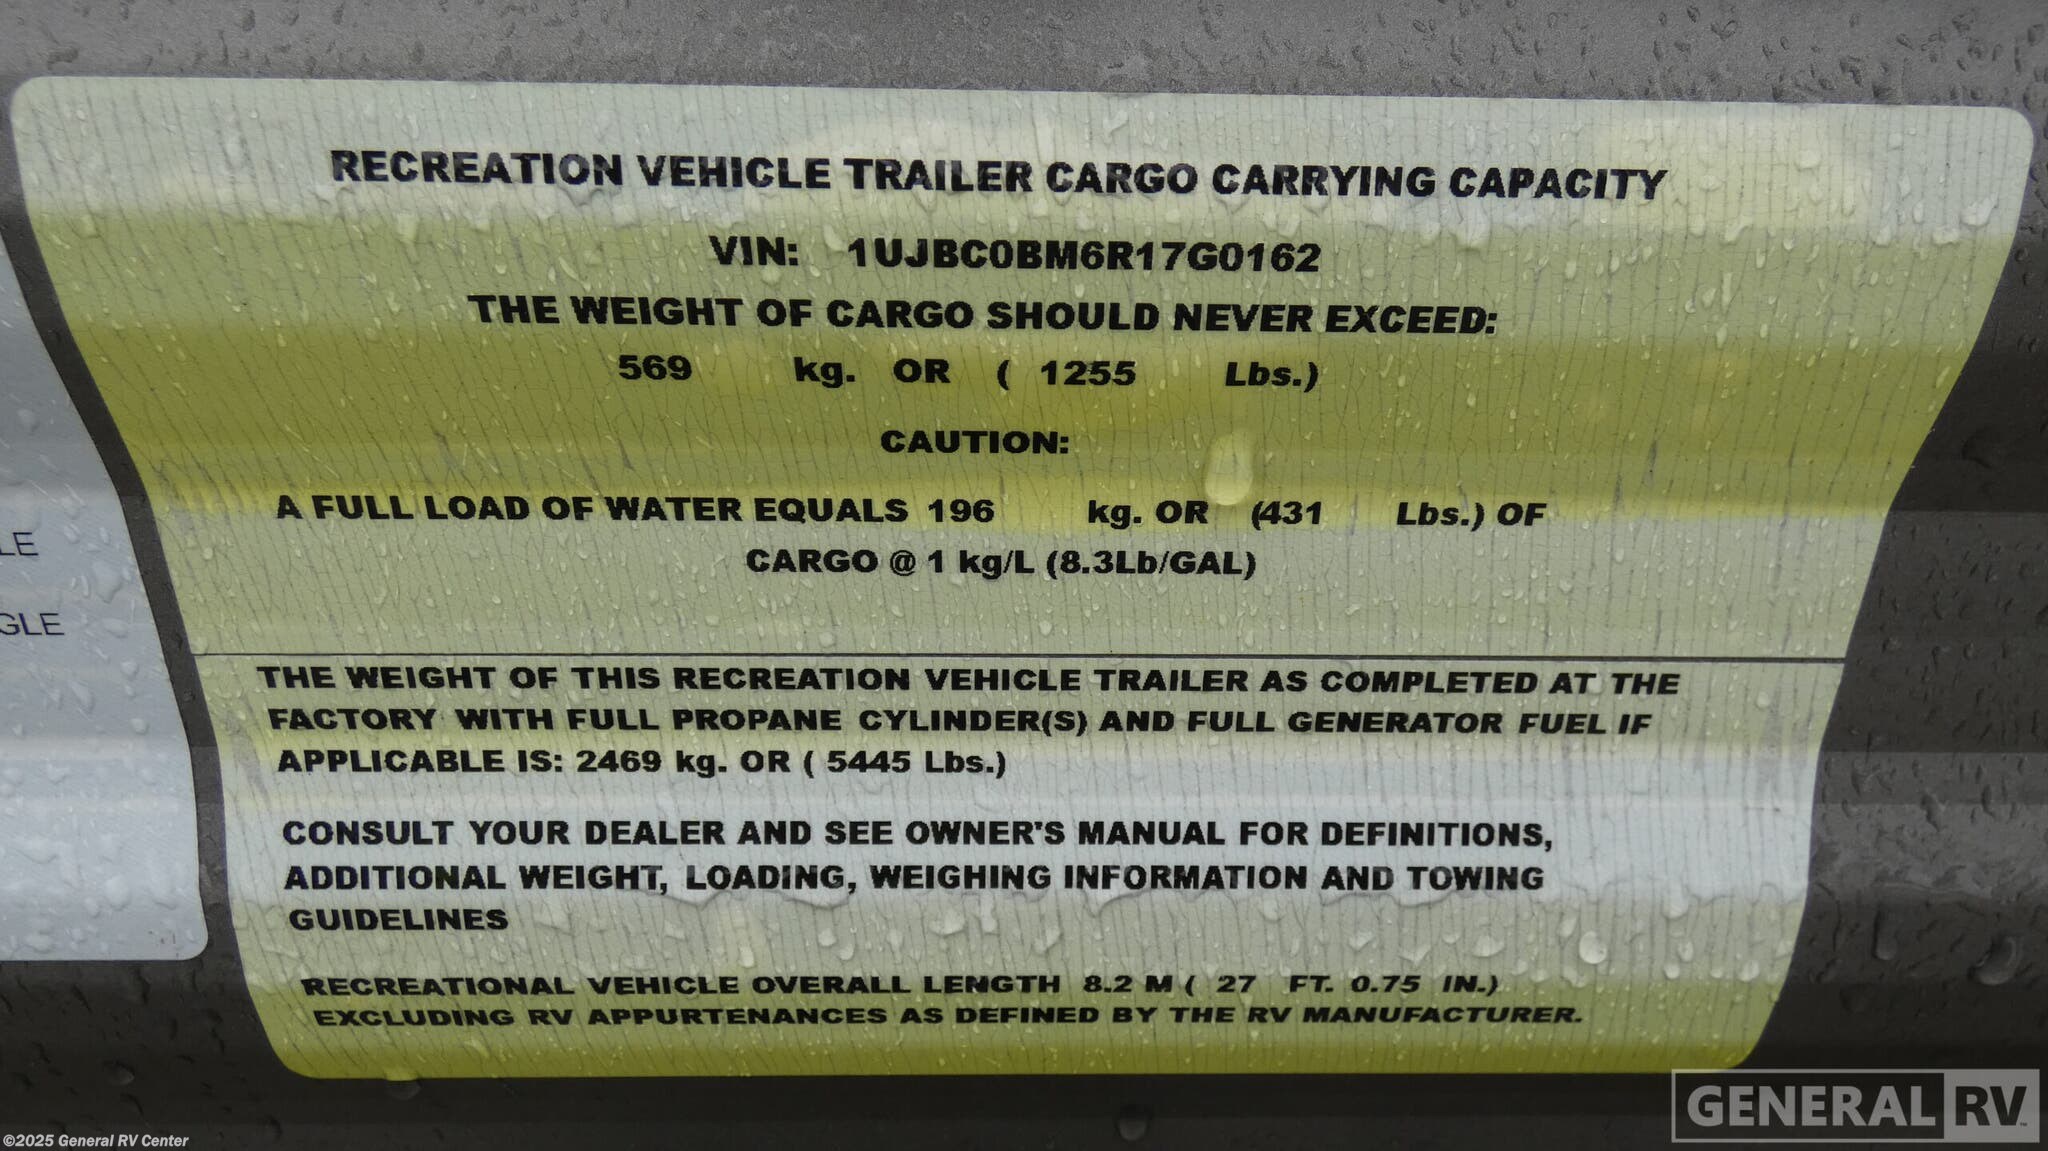 RECREATION VEHICLE TRAILER CARGO CARRYING CAPACITY
VIN: 1UJBC0BM6R17G0162
THE WEIGHT OF CARGO SHOULD NEVER EXCEED:
569 kg. OR ( 1255 Lbs.)
CAUTION:
A FULL LOAD OF WATER EQUALS 196 kg. OR (431 Lbs.) OF
CARGO @ 1 kg/L (8.3Lb/GAL)
THE WEIGHT OF THIS RECREATION VEHICLE TRAILER AS COMPLETED AT THE
FACTORY WITH FULL PROPANE CYLINDER(S) AND FULL GENERATOR FUEL IF
APPLICABLE IS: 2469 kg. OR ( 5445 Lbs.)
CONSULT YOUR DEALER AND SEE OWNER'S MANUAL FOR DEFINITIONS,
ADDITIONAL WEIGHT, LOADING, WEIGHING INFORMATION AND TOWING
GUIDELINES
RECREATIONAL VEHICLE OVERALL LENGTH 8.2 M ( 27 FT. 0.75 IN.)
EXCLUDING RV APPURTENANCES AS DEFINED BY THE RV MANUFACTURER.
GENERAL RV
©2025 General RV Center